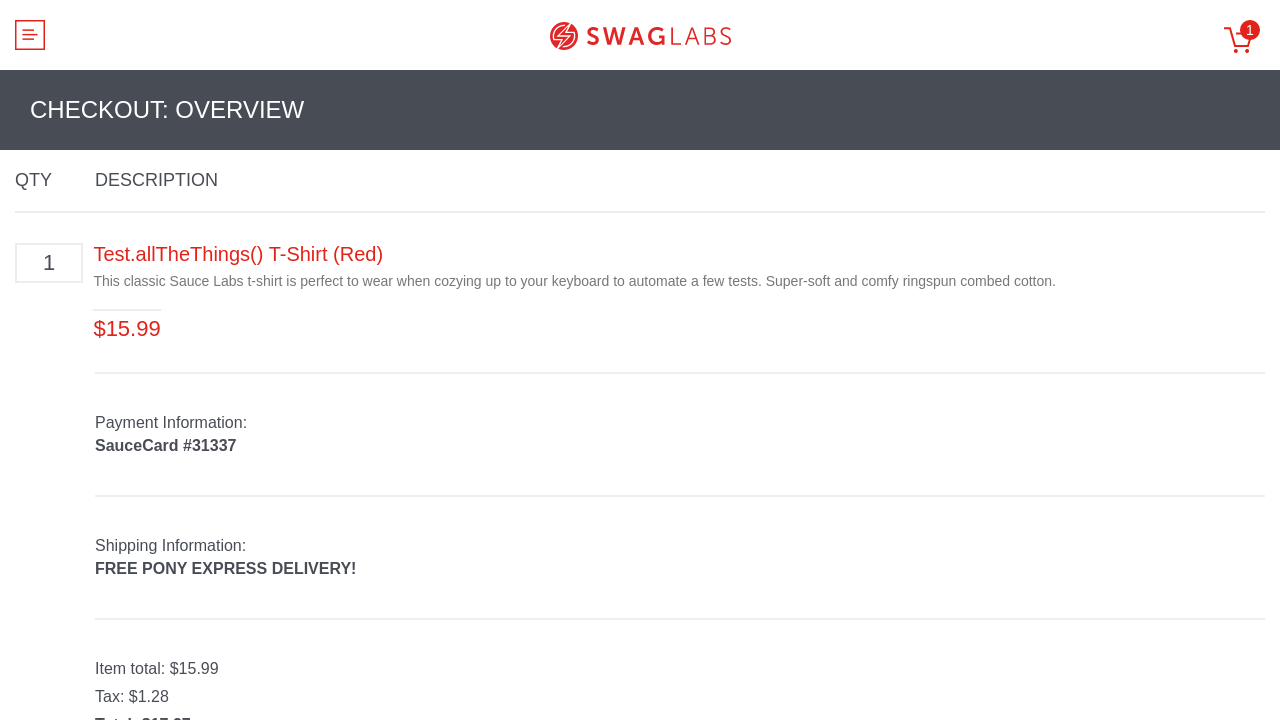 SWAGLABS
1
CHECKOUT: OVERVIEW
QTY DESCRIPTION
1
Test.allTheThings() T-Shirt (Red)
This classic Sauce Labs t-shirt is perfect to wear when cozying up to your keyboard to automate a few tests. Super-soft and comfy ringspun combed cotton.
$15.99
Payment Information:
SauceCard #31337
Shipping Information:
FREE PONY EXPRESS DELIVERY!
Item total: $15.99
Tax: $1.28